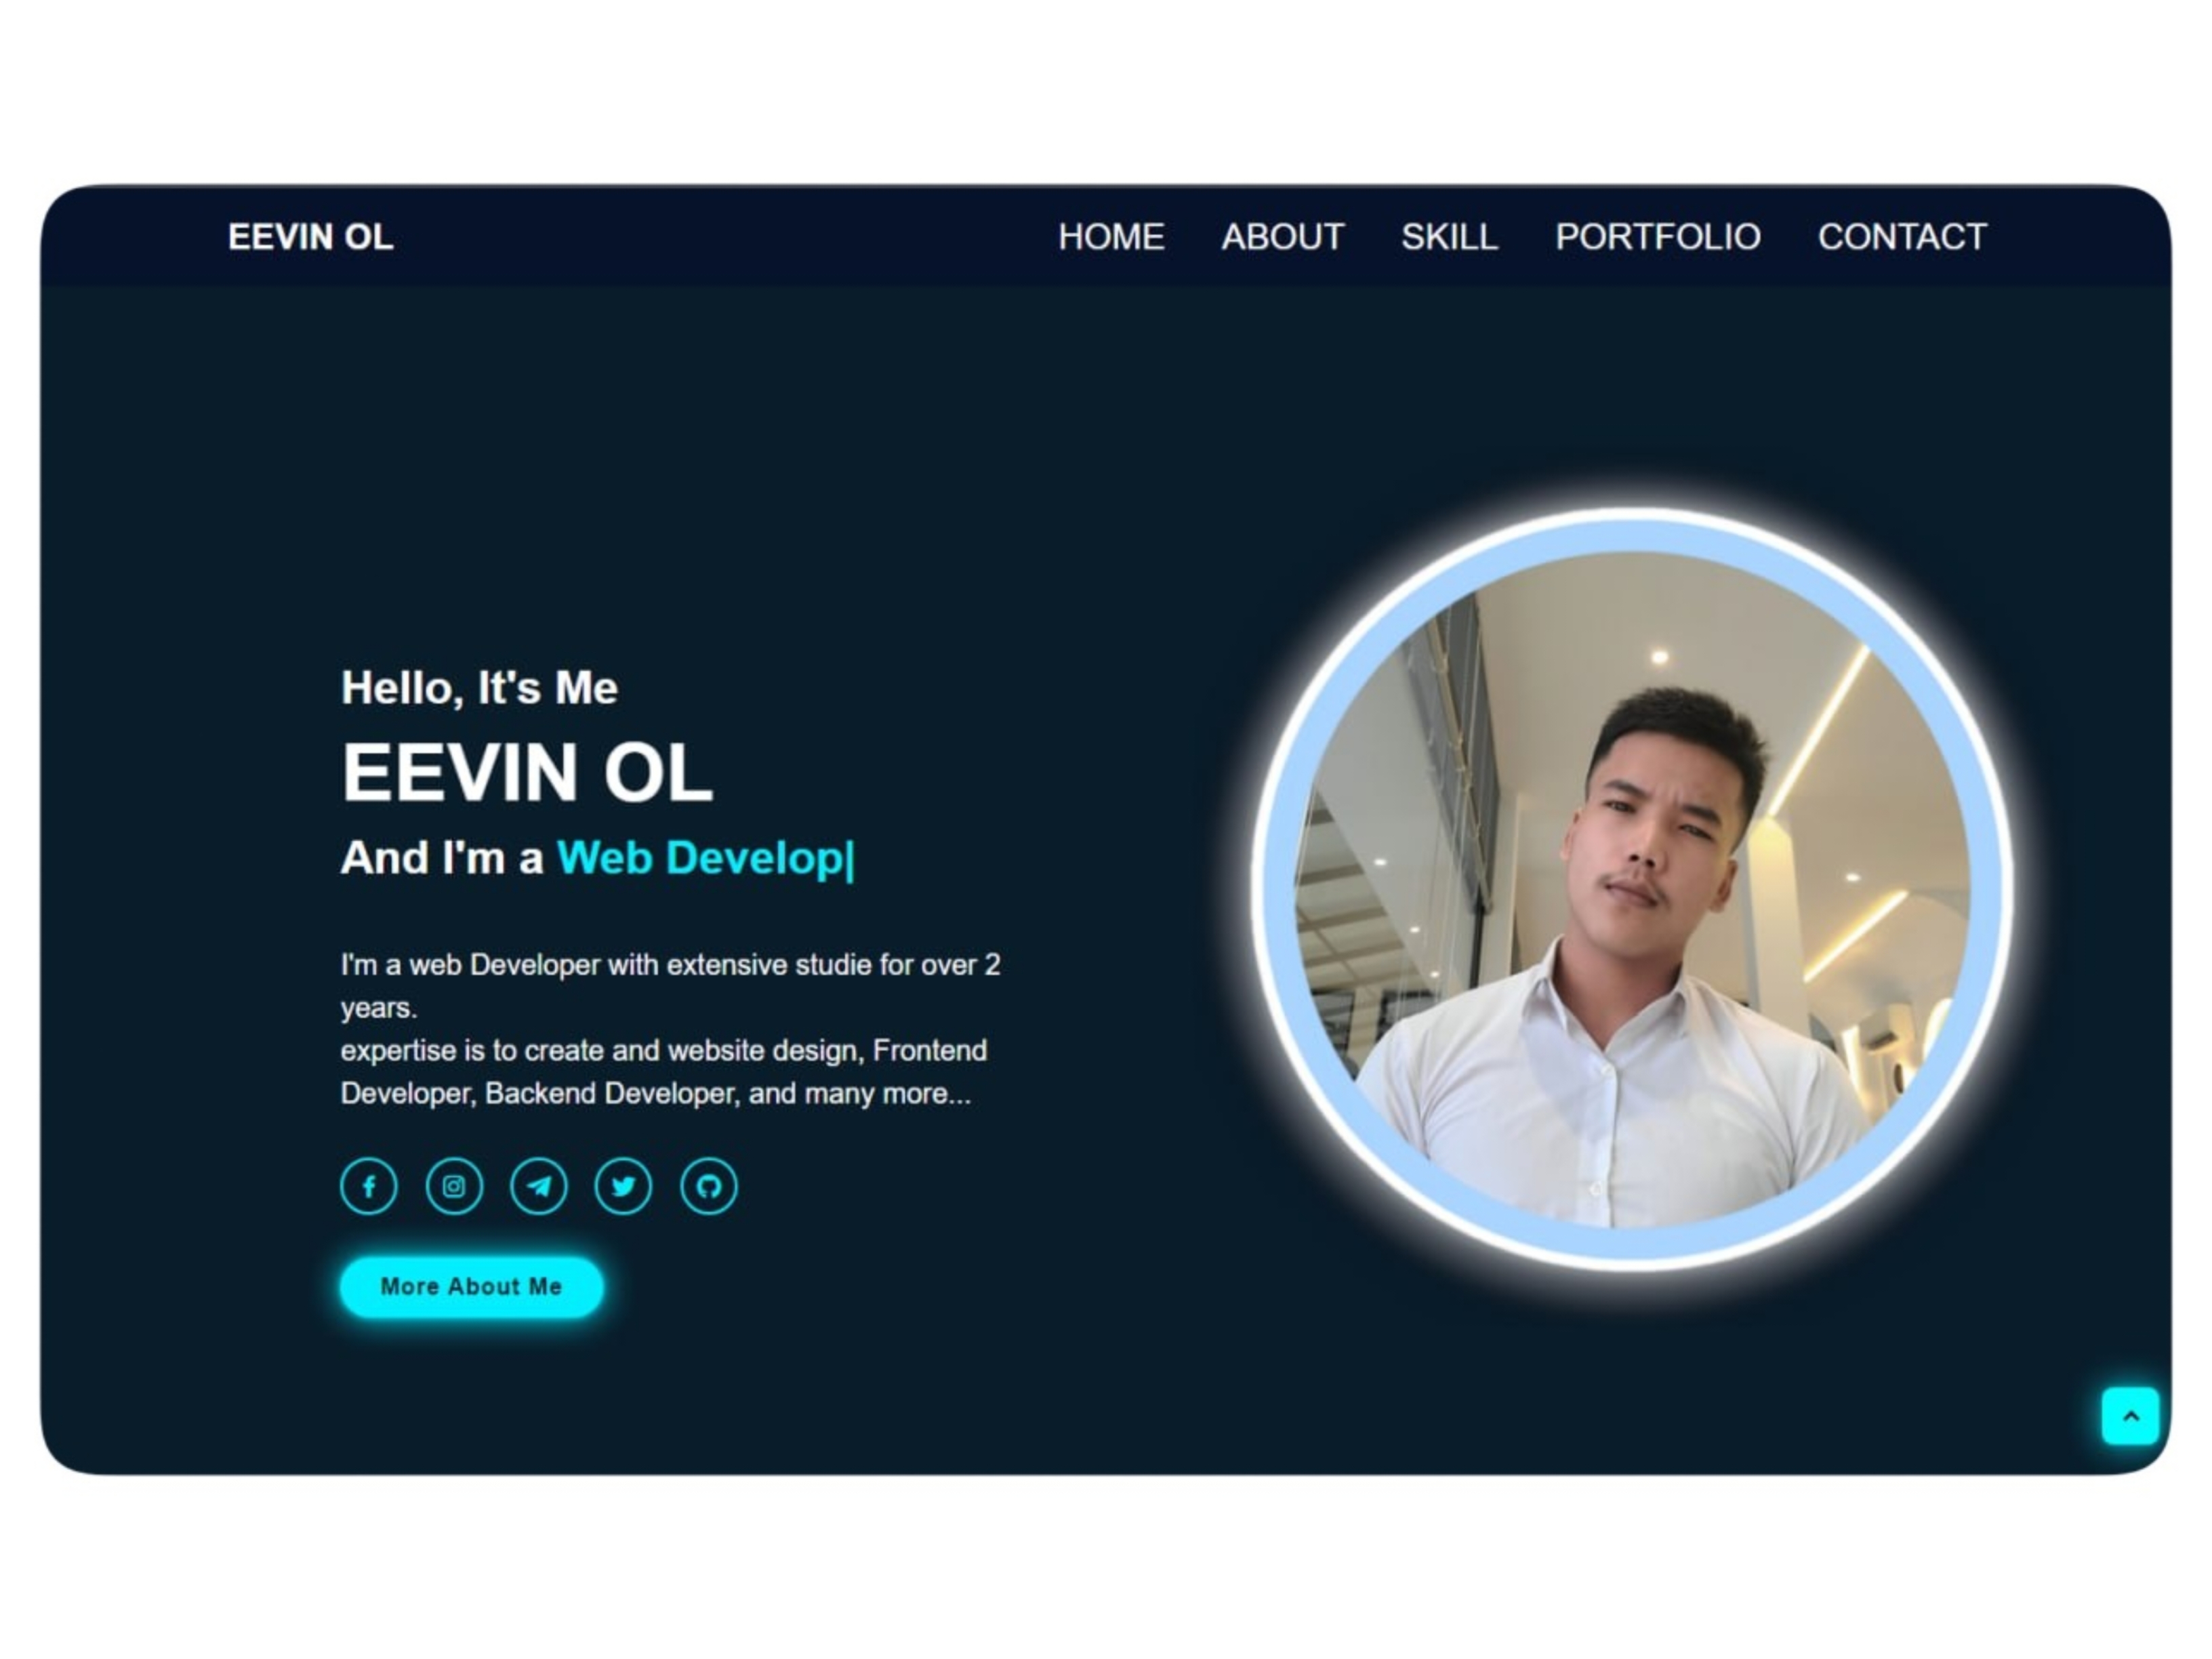 EEVIN OL
HOME ABOUT SKILL PORTFOLIO CONTACT
Hello, It's Me
EEVIN OL
And I'm a Web Develop|
I'm a web Developer with extensive studie for over 2
years.
expertise is to create and website design, Frontend
Developer, Backend Developer, and many more...
More About Me